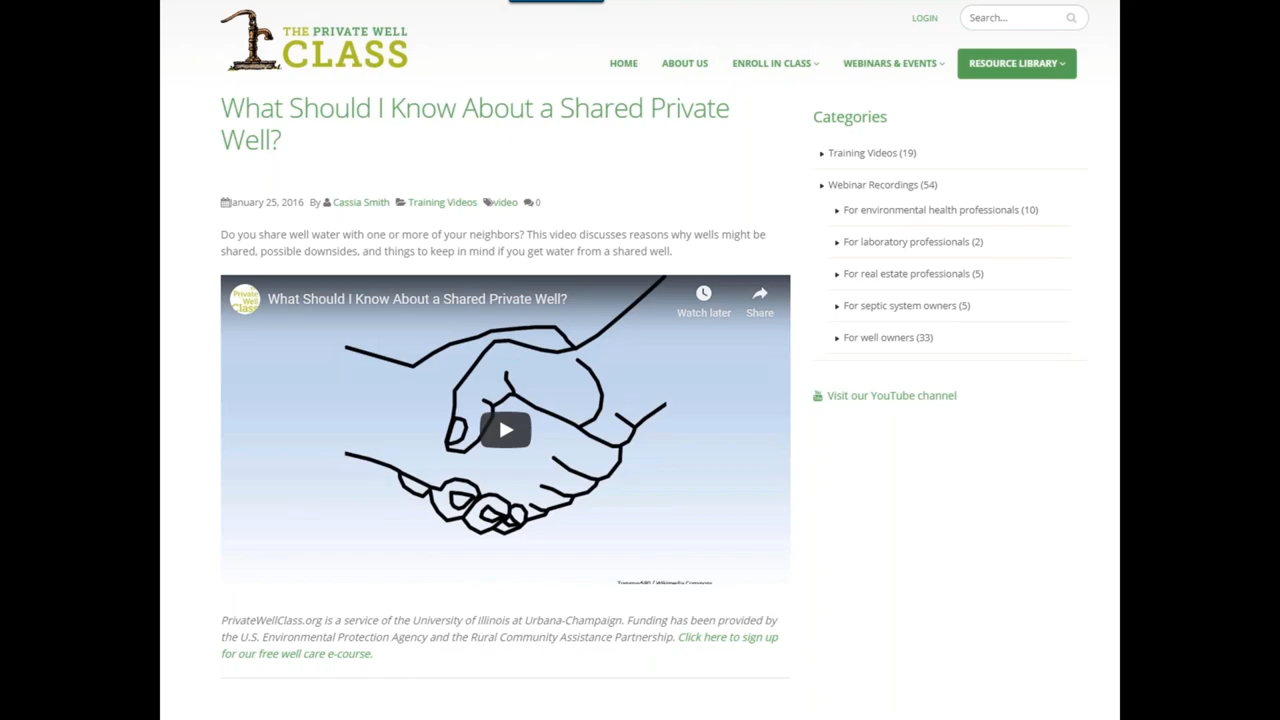 THE PRIVATE WELL
CLASS
LOGIN
Search...
HOME ABOUT US ENROLL IN CLASS WEBINARS & EVENTS RESOURCE LIBRARY
What Should I Know About a Shared Private
Well?
January 25, 2016 By Cassia Smith Training Videos video 0
Do you share well water with one or more of your neighbors? This video discusses reasons why wells might be
shared, possible downsides, and things to keep in mind if you get water from a shared well.
Private
Well
Class
What Should I Know About a Shared Private Well?
Watch later
Share
PrivateWellClass.org is a service of the University of Illinois at Urbana-Champaign. Funding has been provided by
the U.S. Environmental Protection Agency and the Rural Community Assistance Partnership. Click here to sign up
for our free well care e-course.
Categories
Training Videos (19)
Webinar Recordings (54)
For environmental health professionals (10)
For laboratory professionals (2)
For real estate professionals (5)
For septic system owners (5)
For well owners (33)
Visit our YouTube channel